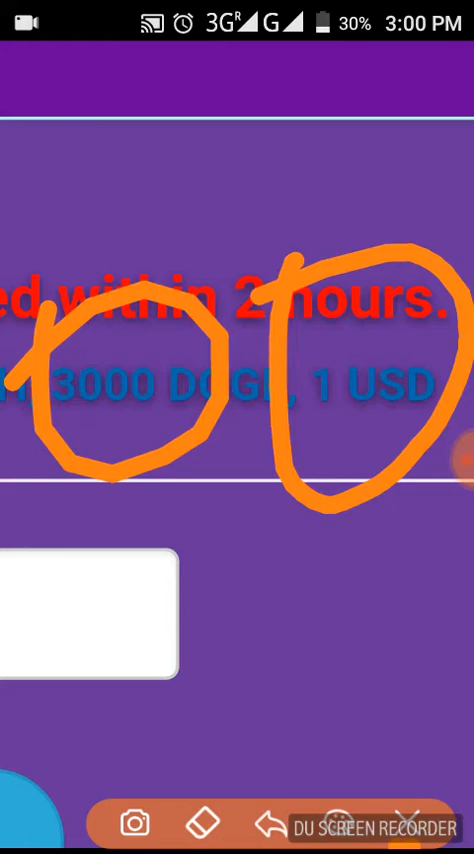 3G R G 30% 3:00 PM
ed within 2 hours.
3000 DOGE, 1 USD
DU SCREEN RECORDER